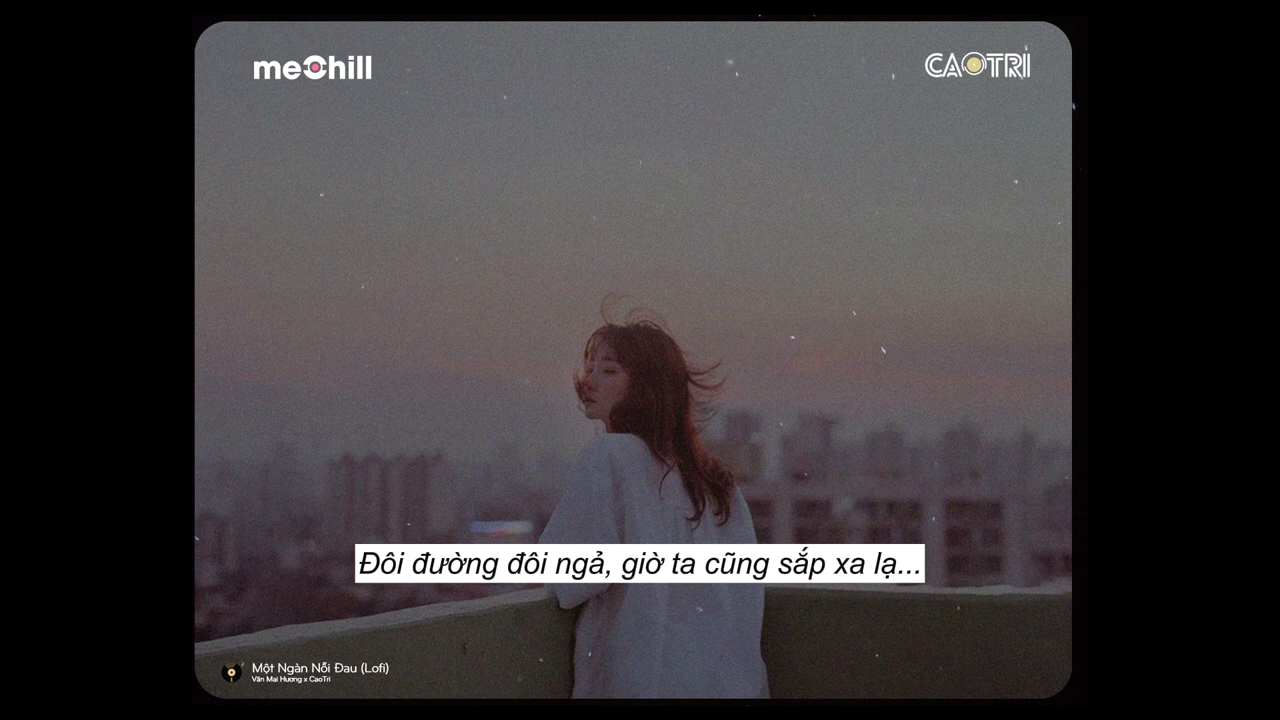 meChill
CAOTRI
Đôi đường đôi ngả, giờ ta cũng sắp xa lạ...
Một Ngàn Nỗi Đau (Lofi)
Văn Mai Hương x CaoTri